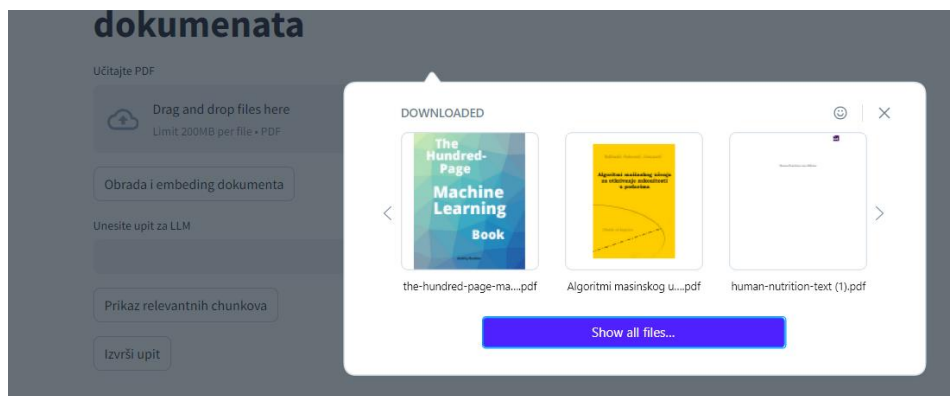 dokumenata
Učitajte PDF
Drag and drop files here
Limit 200MB per file • PDF
Obrada i embeding dokumenta
Unesite upit za LLM
Prikaz relevantnih chunkova
Izvrši upit
DOWNLOADED
The
Hundred-
Page
Machine
Learning
Book
the-hundred-page-ma....pdf
Algoritmi mašinskog učenja
za otkrivanje zakonitosti
u podacima
Algoritmi masinskog u....pdf
human-nutrition-text (1).pdf
Show all files...